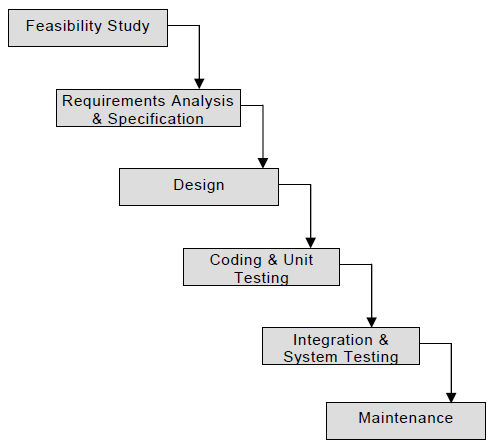 Feasibility Study
Requirements Analysis
& Specification
Design
Coding & Unit
Testing
Integration &
System Testing
Maintenance